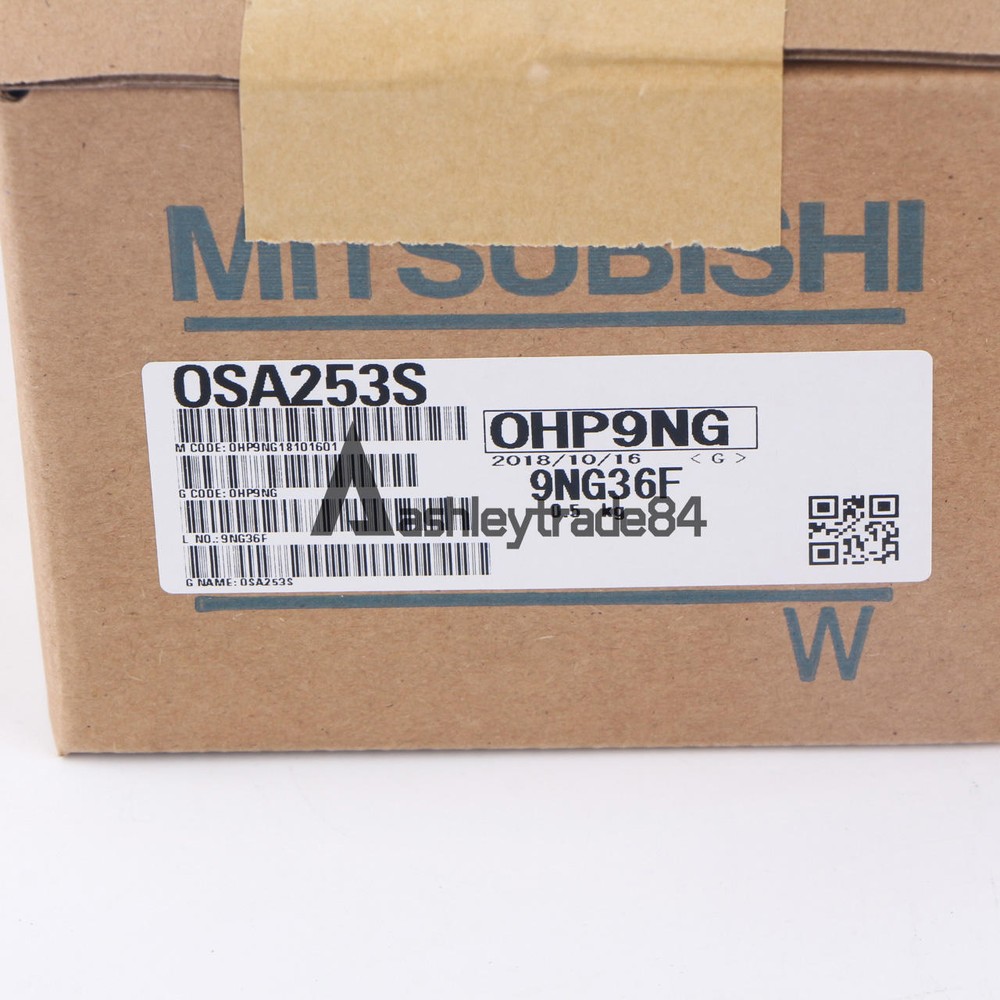 MITSUBISHI
OSA253S
M CODE: OHP9NG18101601
OHP9NG
2018/10/16 <G>
G CODE: OHP9NG
9NG36F
0.5 kg
ashleytrade84
L NO.: 9NG36F
G NAME: OSA253S
W